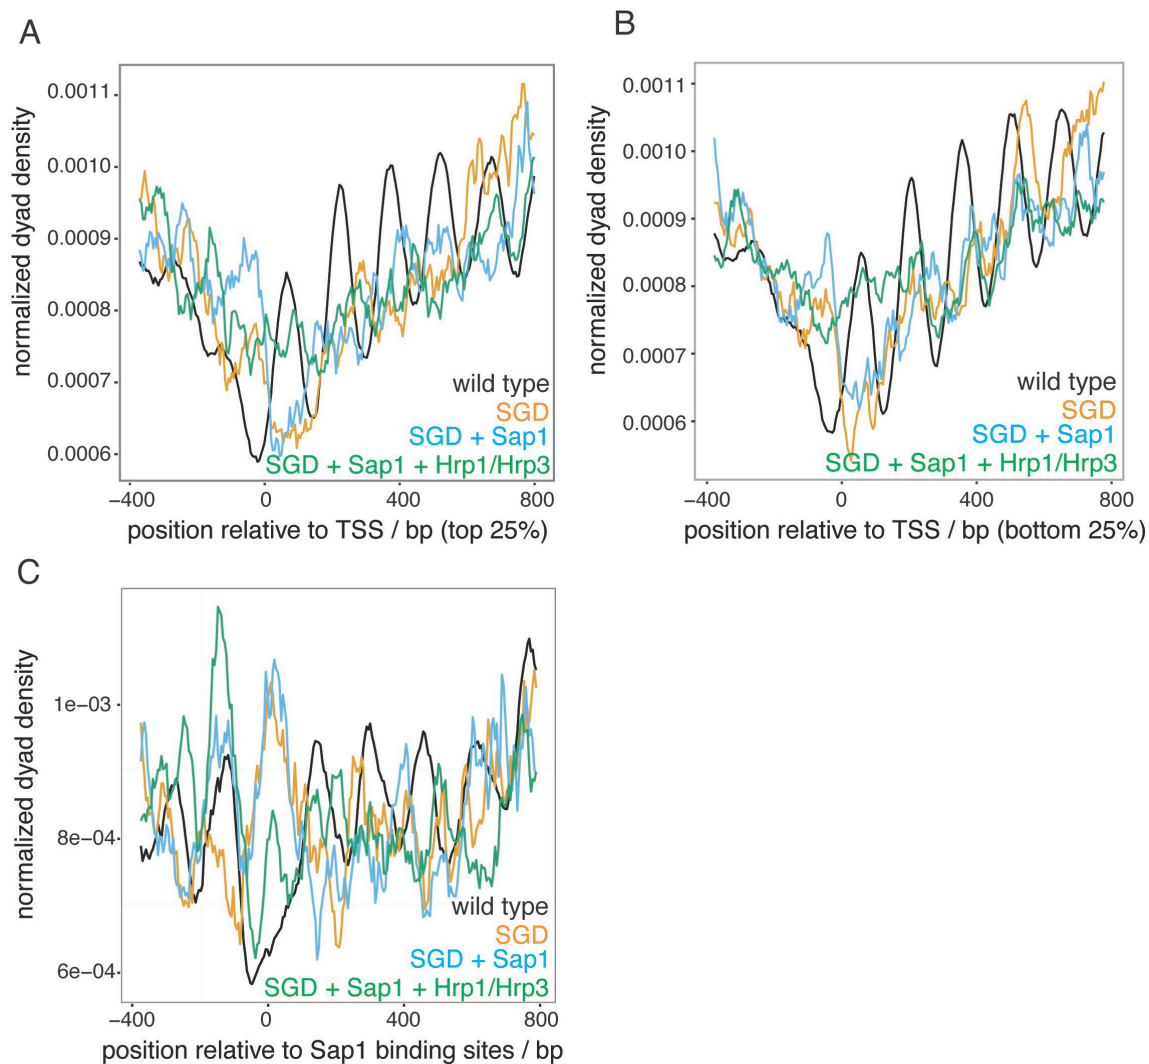 A
normalized dyad density
0.0011
0.0010
0.0009
0.0008
0.0007
0.0006
wild type
SGD
SGD + Sap1
SGD + Sap1 + Hrp1/Hrp3
−400 0 400 800
position relative to TSS / bp (top 25%)
B
normalized dyad density
0.0011
0.0010
0.0009
0.0008
0.0007
0.0006
wild type
SGD
SGD + Sap1
SGD + Sap1 + Hrp1/Hrp3
−400 0 400 800
position relative to TSS / bp (bottom 25%)
C
normalized dyad density
1e−03
8e−04
6e−04
wild type
SGD
SGD + Sap1
SGD + Sap1 + Hrp1/Hrp3
−400 0 400 800
position relative to Sap1 binding sites / bp